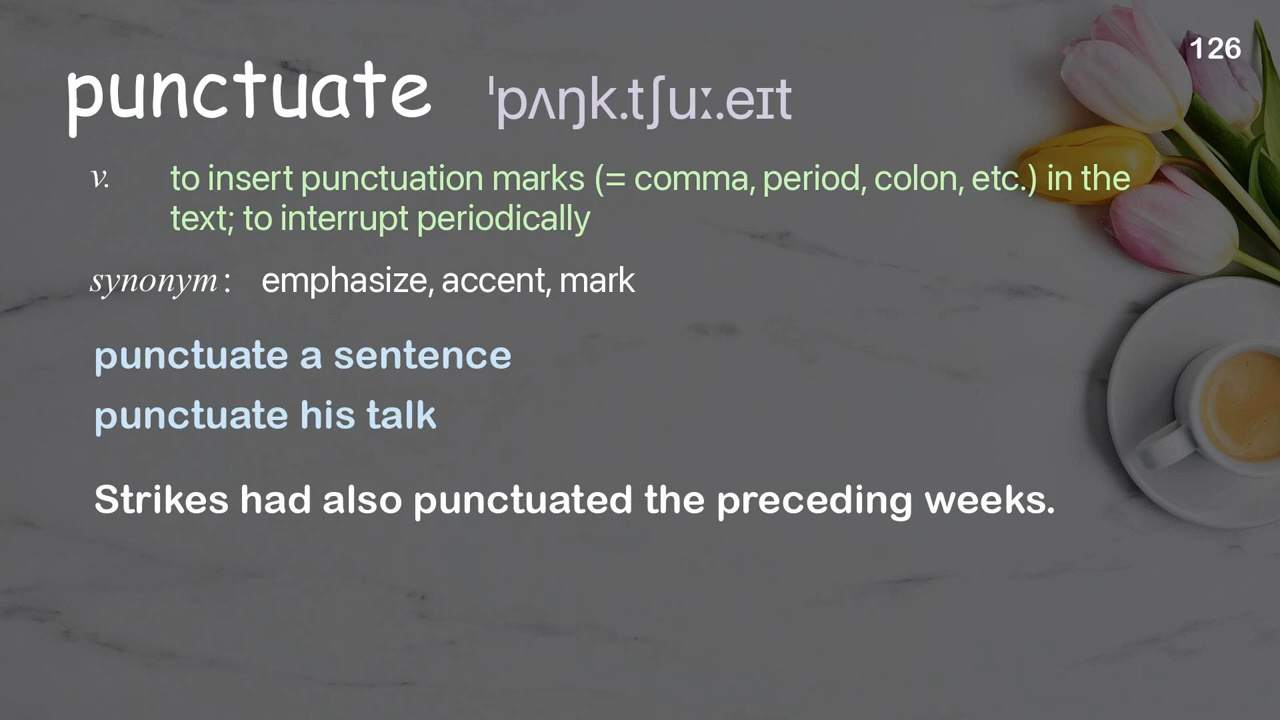 126
punctuate ˈpʌŋk.tʃuː.eɪt
v. to insert punctuation marks (= comma, period, colon, etc.) in the
text; to interrupt periodically
synonym: emphasize, accent, mark
punctuate a sentence
punctuate his talk
Strikes had also punctuated the preceding weeks.